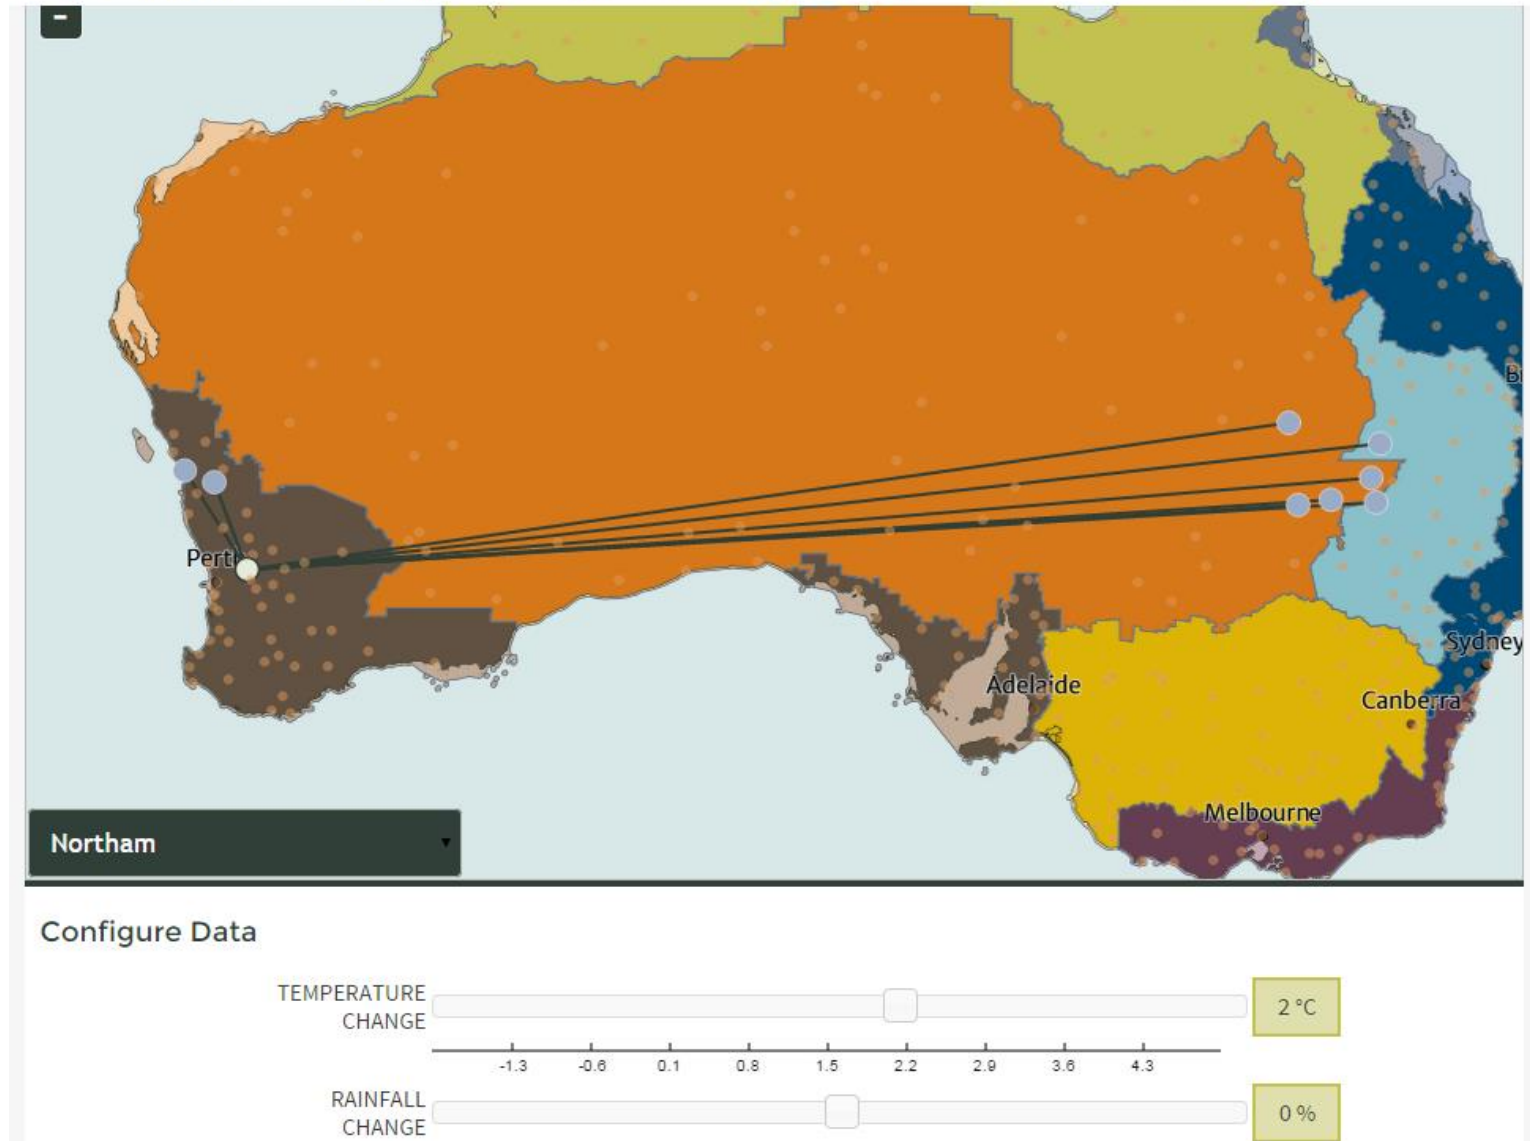 -
B
Pert
Sydney
Adelaide
Canberra
Melbourne
Northam
Configure Data
TEMPERATURE
CHANGE
2 °C
-1.3 -0.6 0.1 0.8 1.5 2.2 2.9 3.6 4.3
RAINFALL
CHANGE
0 %